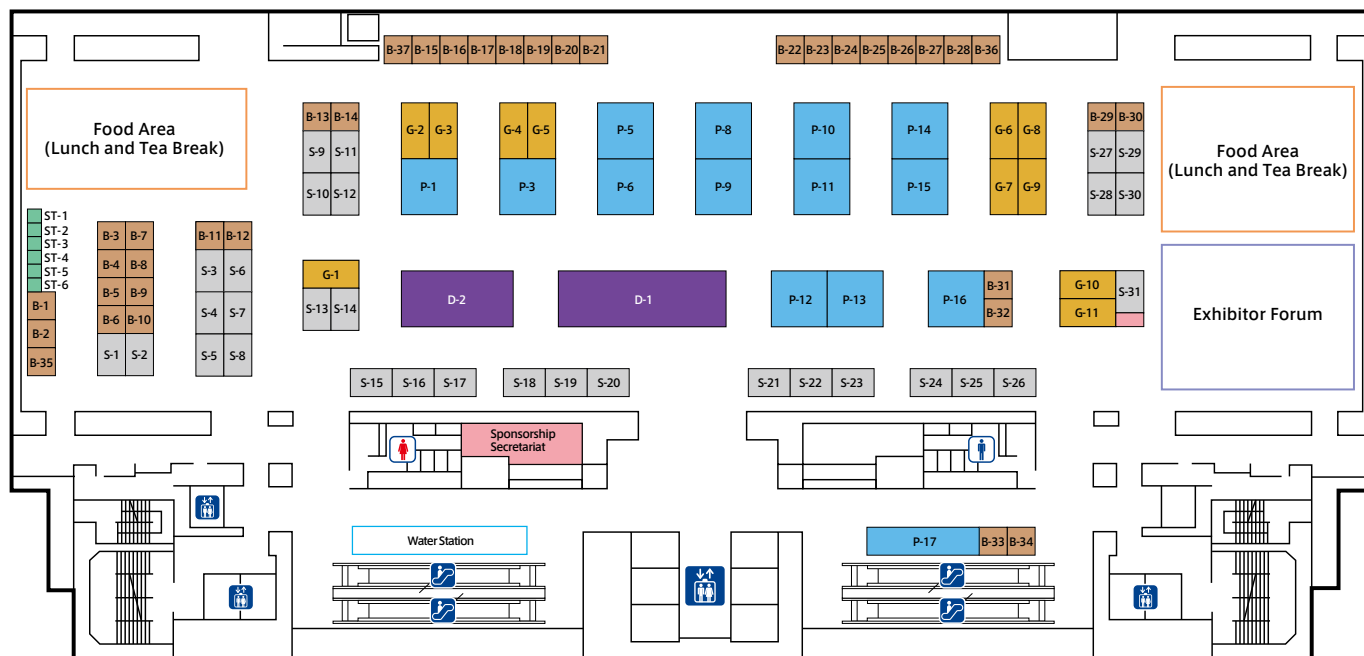 B-37 B-15 B-16 B-17 B-18 B-19 B-20 B-21
B-22 B-23 B-24 B-25 B-26 B-27 B-28 B-36
Food Area
(Lunch and Tea Break)
B-13 B-14
S-9 S-11
S-10 S-12
G-2 G-3
P-1
G-4 G-5
P-3
P-5
P-6
P-8
P-9
P-10
P-11
P-14
P-15
G-6 G-8
G-7 G-9
B-29 B-30
S-27 S-29
S-28 S-30
Food Area
(Lunch and Tea Break)
ST-1
ST-2
ST-3
ST-4
ST-5
ST-6
B-1
B-2
B-35
B-3 B-7
B-4 B-8
B-5 B-9
B-6 B-10
S-1 S-2
B-11 B-12
S-3 S-6
S-4 S-7
S-5 S-8
G-1
S-13 S-14
D-2
D-1
P-12 P-13
P-16
B-31
B-32
G-10
G-11
S-31
Exhibitor Forum
S-15 S-16 S-17
S-18 S-19 S-20
S-21 S-22 S-23
S-24 S-25 S-26
Sponsorship
Secretariat
Water Station
P-17 B-33 B-34